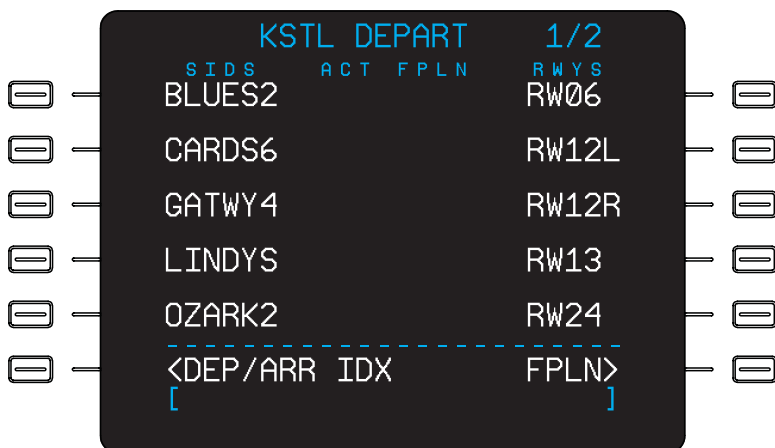 KSTL DEPART 1/2
SIDS ACT FPLN RWYS
BLUES2 RW06
CARDS6 RW12L
GATWY4 RW12R
LINDYS RW13
OZARK2 RW24
<DEP/ARR IDX FPLN>
[ ]